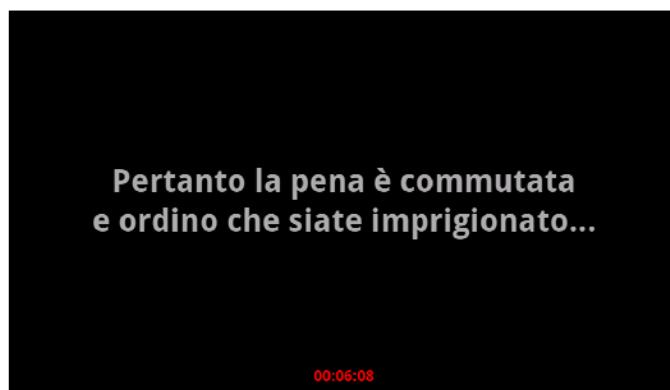 Pertanto la pena è commutata
e ordino che siate imprigionato...
00:06:08